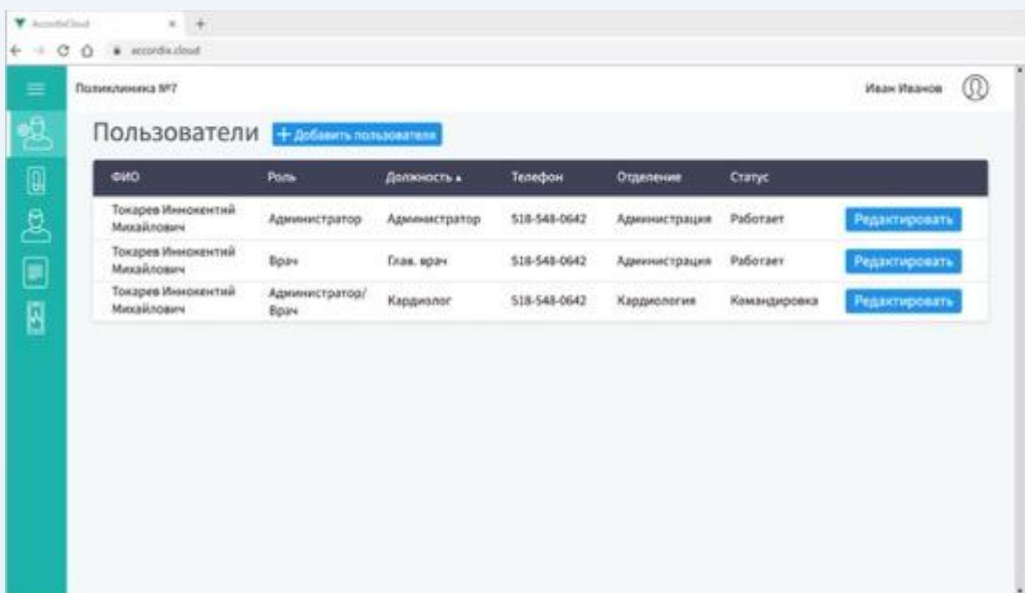 AccordixCloud
accordix.cloud
Поликлиника №7
Иван Иванов
Пользователи
+ Добавить пользователя
ФИО Роль Должность ▲ Телефон Отделение Статус
Токарев Иннокентий
Михайлович
Администратор Администратор 518-548-0642 Администрация Работает Редактировать
Токарев Иннокентий
Михайлович
Врач Глав. врач 518-548-0642 Администрация Работает Редактировать
Токарев Иннокентий
Михайлович
Администратор/
Врач
Кардиолог 518-548-0642 Кардиология Командировка Редактировать